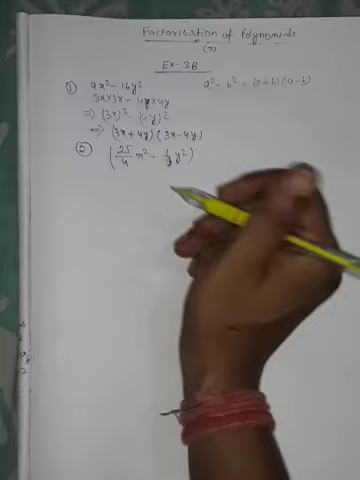 Factorisation of Polynomials
(7)
Ex-3B
① 9x² - 16y² a² - b² = (a+b) (a-b)
3x×3x - 4y×4y
⇒ (3x)² - (4y)²
⇒ (3x+4y) (3x-4y)
② (25/4 x² - 1/9 y²)